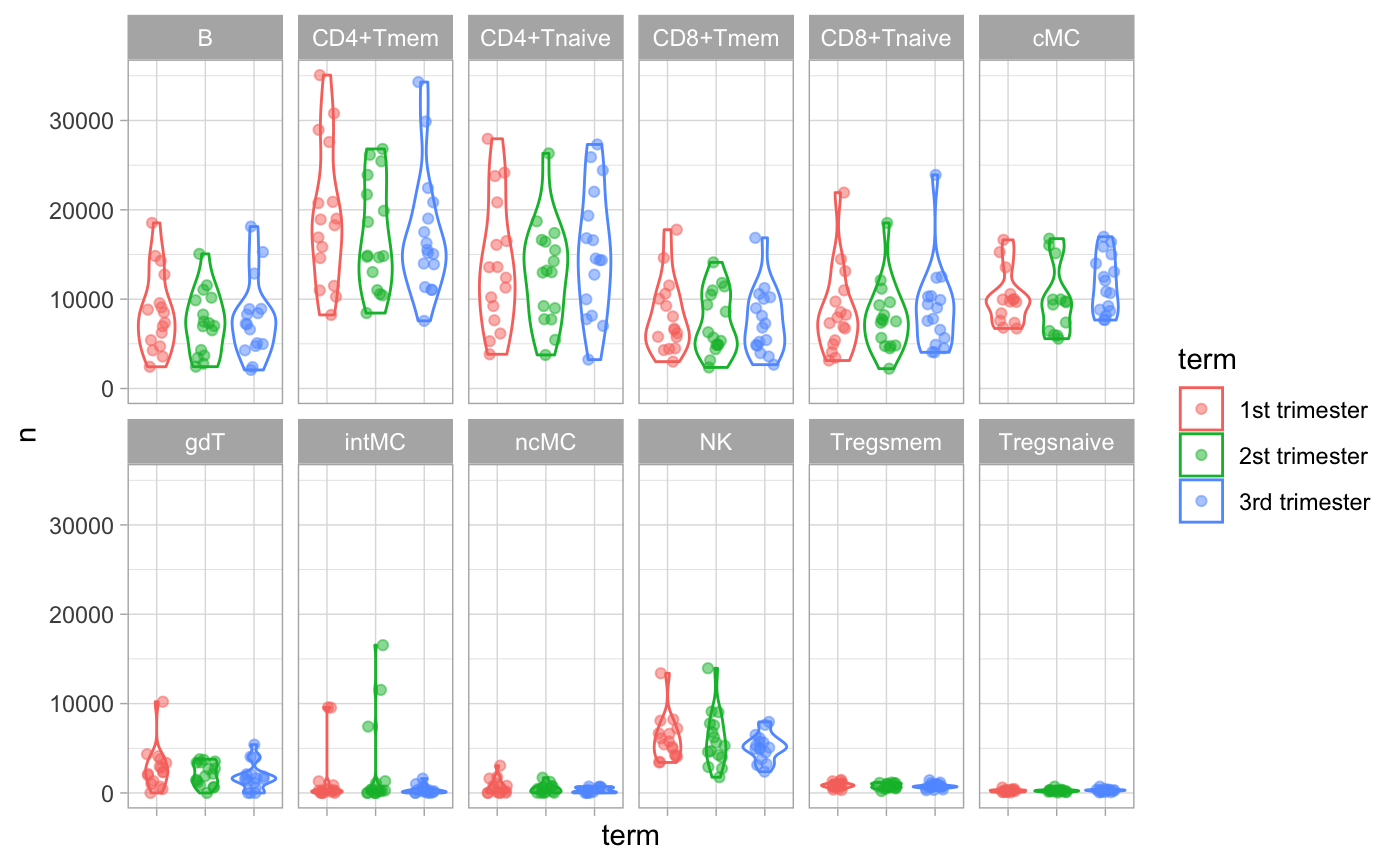 B CD4+Tmem CD4+Tnaive CD8+Tmem CD8+Tnaive cMC
30000
20000
10000
0
n
gdT intMC ncMC NK Tregsmem Tregsnaive
30000
20000
10000
0
term
term
1st trimester
2st trimester
3rd trimester